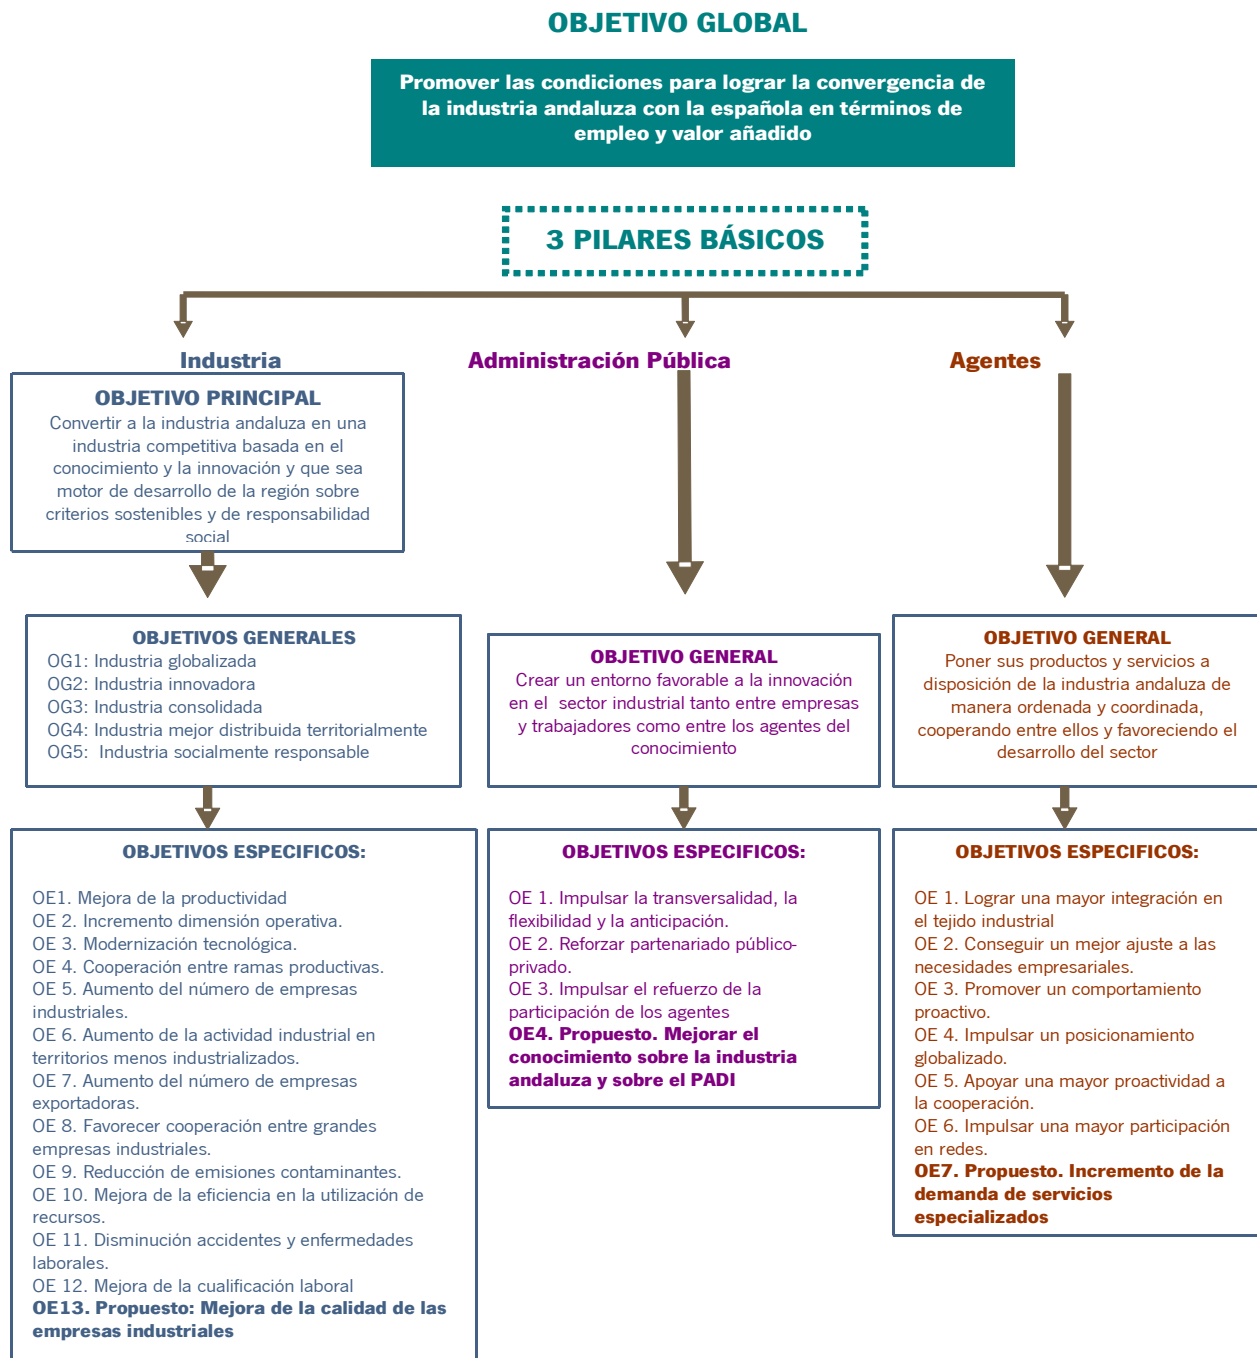 OBJETIVO GLOBAL
Promover las condiciones para lograr la convergencia de
la industria andaluza con la española en términos de
empleo y valor añadido
3 PILARES BÁSICOS
Industria
OBJETIVO PRINCIPAL
Convertir a la industria andaluza en una
industria competitiva basada en el
conocimiento y la innovación y que sea
motor de desarrollo de la región sobre
criterios sostenibles y de responsabilidad
social
OBJETIVOS GENERALES
OG1: Industria globalizada
OG2: Industria innovadora
OG3: Industria consolidada
OG4: Industria mejor distribuida territorialmente
OG5:  Industria socialmente responsable
OBJETIVOS ESPECIFICOS:
OE1. Mejora de la productividad
OE 2. Incremento dimensión operativa.
OE 3. Modernización tecnológica.
OE 4. Cooperación entre ramas productivas.
OE 5. Aumento del número de empresas
industriales.
OE 6. Aumento de la actividad industrial en
territorios menos industrializados.
OE 7. Aumento del número de empresas
exportadoras.
OE 8. Favorecer cooperación entre grandes
empresas industriales.
OE 9. Reducción de emisiones contaminantes.
OE 10. Mejora de la eficiencia en la utilización de
recursos.
OE 11. Disminución accidentes y enfermedades
laborales.
OE 12. Mejora de la cualificación laboral
OE13. Propuesto: Mejora de la calidad de las
empresas industriales
Administración Pública
OBJETIVO GENERAL
Crear un entorno favorable a la innovación
en el  sector industrial tanto entre empresas
y trabajadores como entre los agentes del
conocimiento
OBJETIVOS ESPECIFICOS:
OE 1. Impulsar la transversalidad, la
flexibilidad y la anticipación.
OE 2. Reforzar partenariado público-
privado.
OE 3. Impulsar el refuerzo de la
participación de los agentes
OE4. Propuesto. Mejorar el
conocimiento sobre la industria
andaluza y sobre el PADI
Agentes
OBJETIVO GENERAL
Poner sus productos y servicios a
disposición de la industria andaluza de
manera ordenada y coordinada,
cooperando entre ellos y favoreciendo el
desarrollo del sector
OBJETIVOS ESPECIFICOS:
OE 1. Lograr una mayor integración en
el tejido industrial
OE 2. Conseguir un mejor ajuste a las
necesidades empresariales.
OE 3. Promover un comportamiento
proactivo.
OE 4. Impulsar un posicionamiento
globalizado.
OE 5. Apoyar una mayor proactividad a
la cooperación.
OE 6. Impulsar una mayor participación
en redes.
OE7. Propuesto. Incremento de la
demanda de servicios
especializados